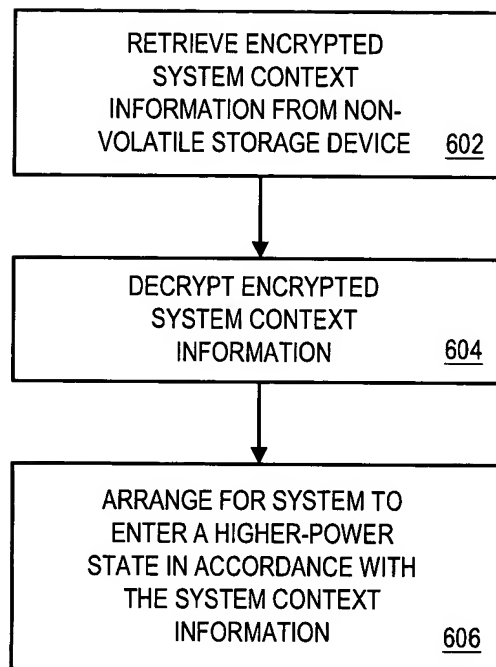 RETRIEVE ENCRYPTED
SYSTEM CONTEXT
INFORMATION FROM NON-
VOLATILE STORAGE DEVICE
602
DECRYPT ENCRYPTED
SYSTEM CONTEXT
INFORMATION
604
ARRANGE FOR SYSTEM TO
ENTER A HIGHER-POWER
STATE IN ACCORDANCE WITH
THE SYSTEM CONTEXT
INFORMATION
606